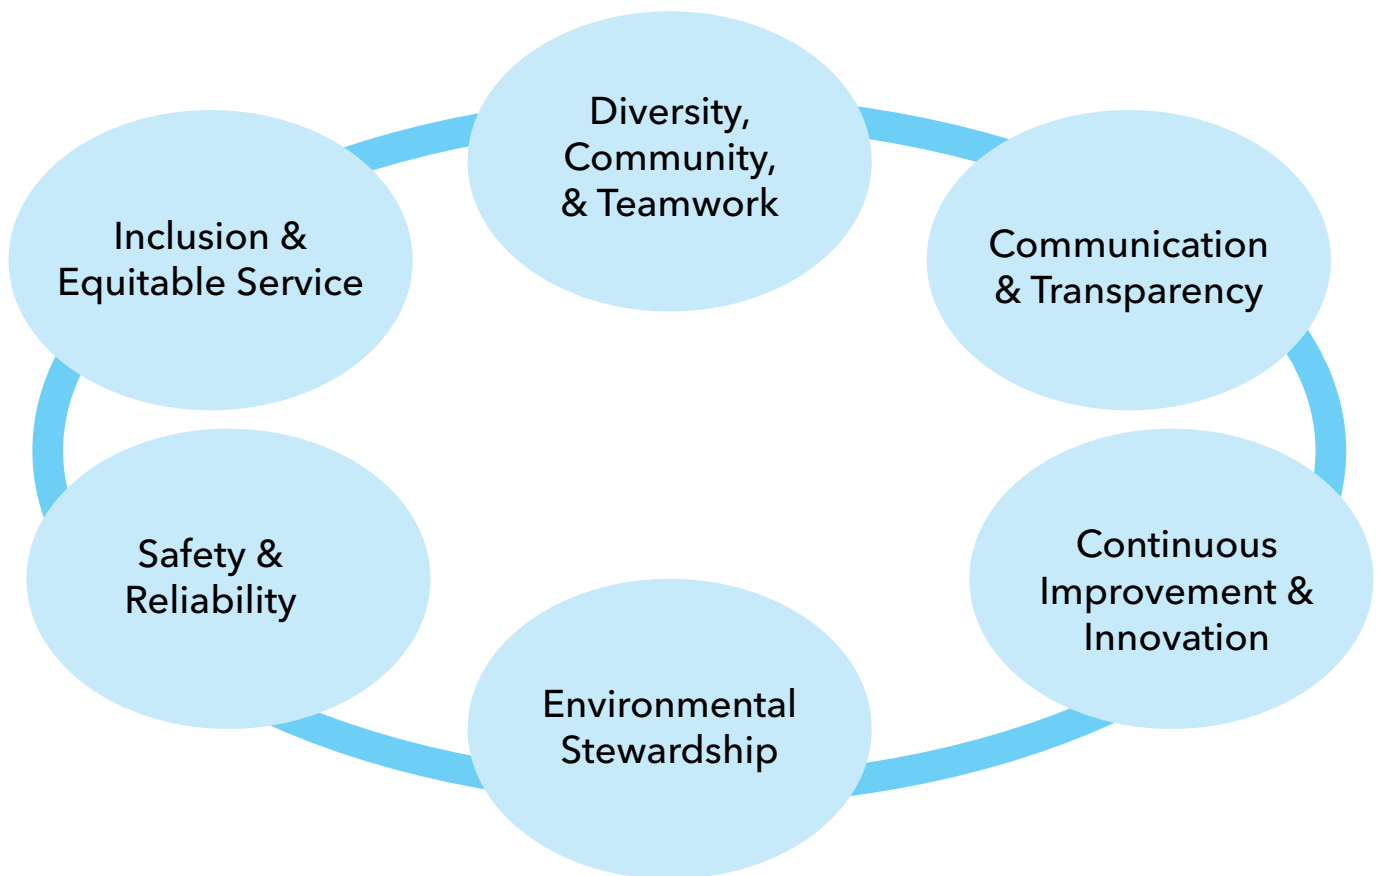 Diversity,
Community,
& Teamwork
Inclusion &
Equitable Service
Communication
& Transparency
Safety &
Reliability
Continuous
Improvement &
Innovation
Environmental
Stewardship